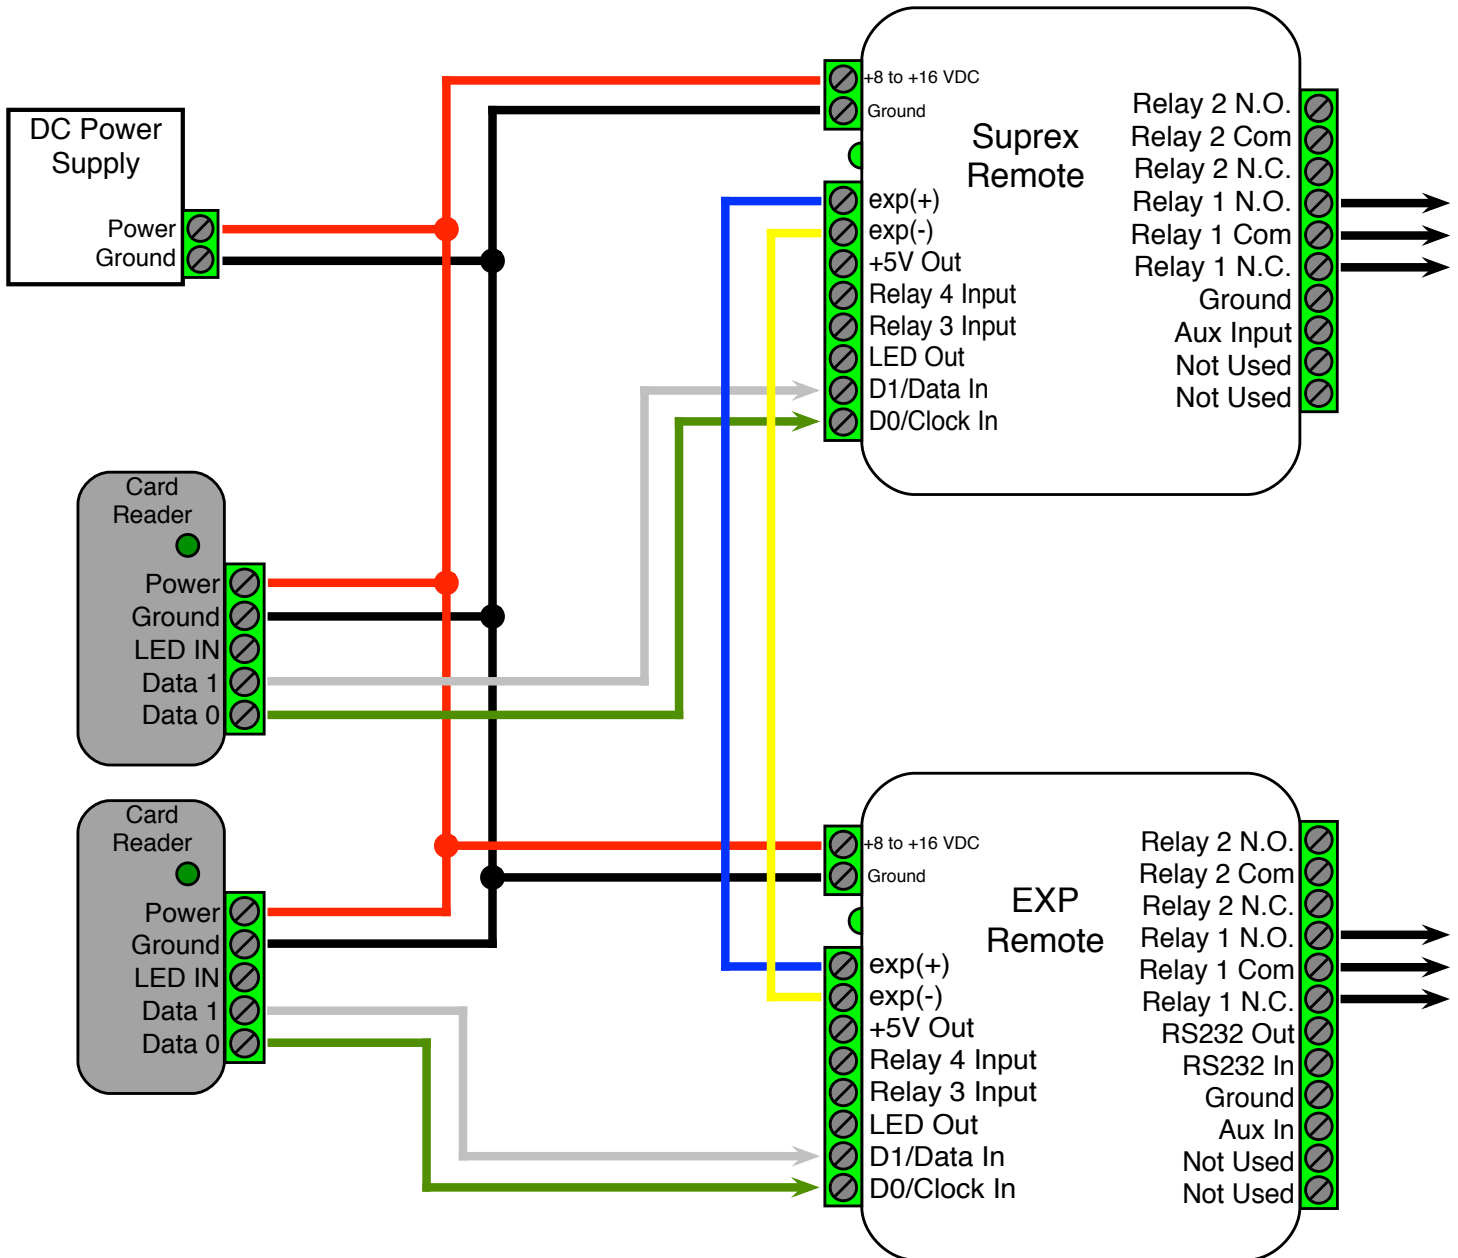 DC Power
Supply
Power
Ground
+8 to +16 VDC
Ground
Suprex
Remote
exp(+)
exp(-)
+5V Out
Relay 4 Input
Relay 3 Input
LED Out
D1/Data In
D0/Clock In
Relay 2 N.O.
Relay 2 Com
Relay 2 N.C.
Relay 1 N.O.
Relay 1 Com
Relay 1 N.C.
Ground
Aux Input
Not Used
Not Used
Card
Reader
Power
Ground
LED IN
Data 1
Data 0
Card
Reader
Power
Ground
LED IN
Data 1
Data 0
+8 to +16 VDC
Ground
EXP
Remote
exp(+)
exp(-)
+5V Out
Relay 4 Input
Relay 3 Input
LED Out
D1/Data In
D0/Clock In
Relay 2 N.O.
Relay 2 Com
Relay 2 N.C.
Relay 1 N.O.
Relay 1 Com
Relay 1 N.C.
RS232 Out
RS232 In
Ground
Aux In
Not Used
Not Used